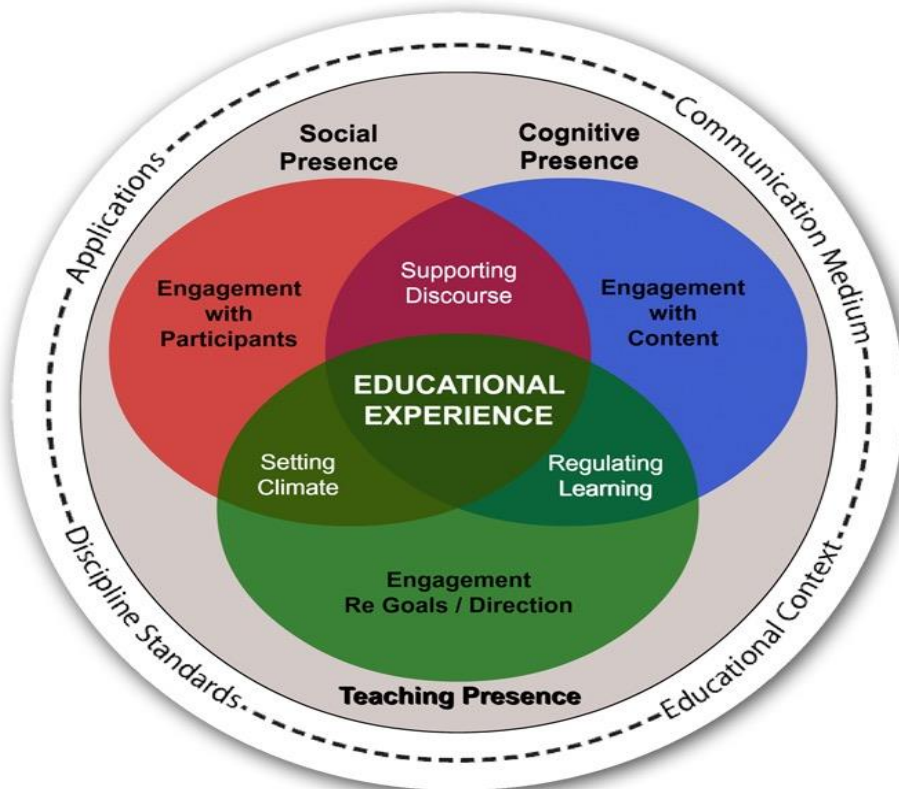 Communication Medium
Applications
Social
Presence
Cognitive
Presence
Supporting
Discourse
Engagement
with
Participants
Engagement
with
Content
EDUCATIONAL
EXPERIENCE
Setting
Climate
Regulating
Learning
Engagement
Re Goals / Direction
Teaching Presence
Discipline Standards
Educational Context